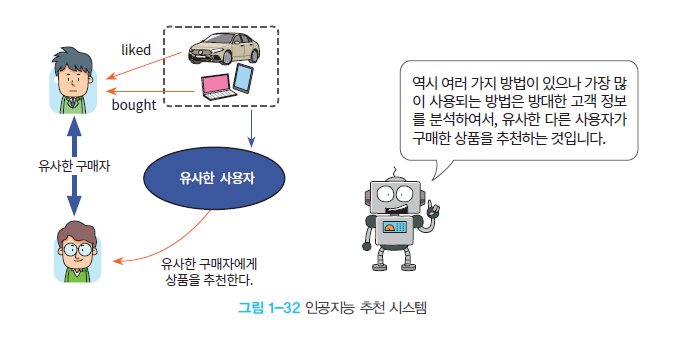 liked
bought
유사한 구매자
유사한 사용자
유사한 구매자에게
상품을 추천한다.
역시 여러 가지 방법이 있으나 가장 많
이 사용되는 방법은 방대한 고객 정보
를 분석하여서, 유사한 다른 사용자가
구매한 상품을 추천하는 것입니다.
그림 1-32 인공지능 추천 시스템